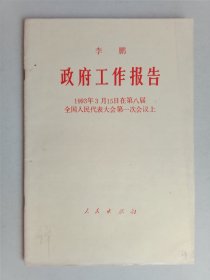 李 鹏
政府工作报告
1993年3月15日在第八届
全国人民代表大会第一次会议上
人民出版社